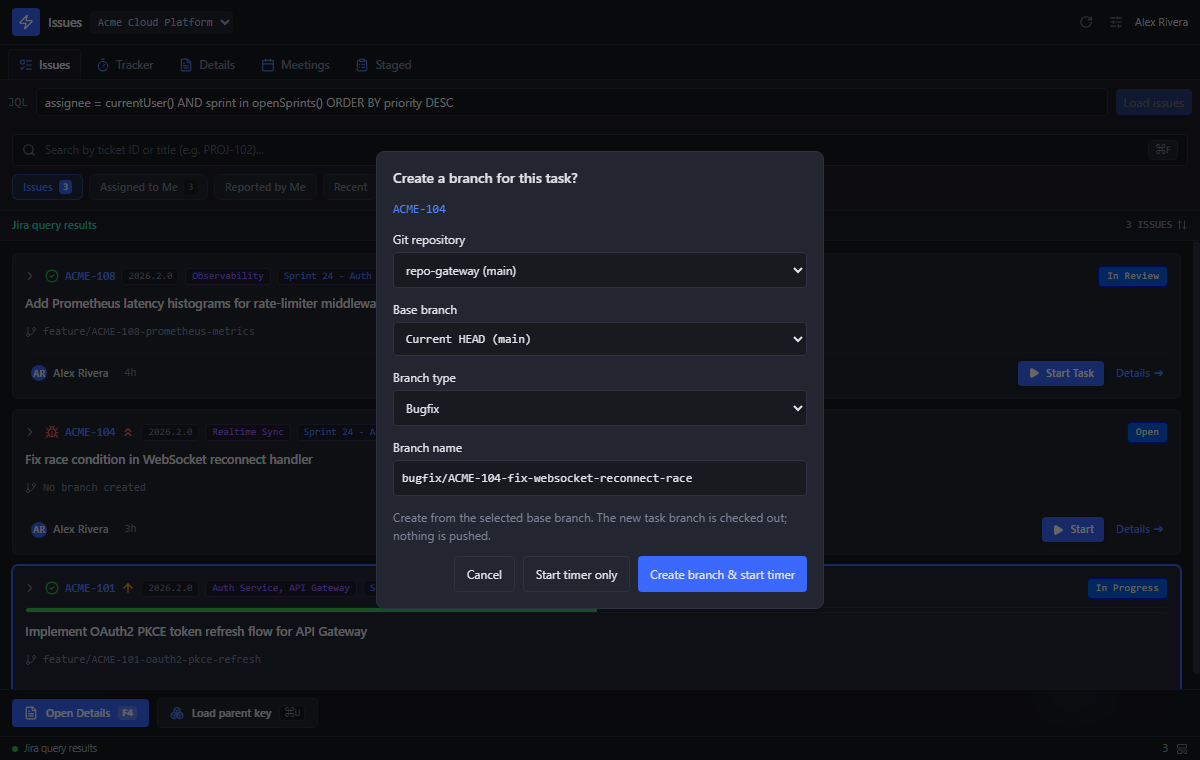 Issues Acme Cloud Platform Alex Rivera
Issues Tracker Details Meetings Staged
JQL assignee = currentUser() AND sprint in openSprints() ORDER BY priority DESC Load issues
Search by ticket ID or title (e.g. PROJ-102)... ⌘F
Issues 3 Assigned to Me 3 Reported by Me Recent
Jira query results 3 ISSUES
ACME-108 2026.2.0 Observability Sprint 24 - Auth In Review
Add Prometheus latency histograms for rate-limiter middlewa
feature/ACME-108-prometheus-metrics
AR Alex Rivera 4h Start Task Details →
ACME-104 2026.2.0 Realtime Sync Sprint 24 - A Open
Fix race condition in WebSocket reconnect handler
No branch created
AR Alex Rivera 3h Start Details →
ACME-101 2026.2.0 Auth Service, API Gateway S In Progress
Implement OAuth2 PKCE token refresh flow for API Gateway
feature/ACME-101-oauth2-pkce-refresh
Create a branch for this task?
ACME-104
Git repository
repo-gateway (main)
Base branch
Current HEAD (main)
Branch type
Bugfix
Branch name
bugfix/ACME-104-fix-websocket-reconnect-race
Create from the selected base branch. The new task branch is checked out;
nothing is pushed.
Cancel Start timer only Create branch & start timer
Open Details F4 Load parent key ⌘U
Jira query results 3